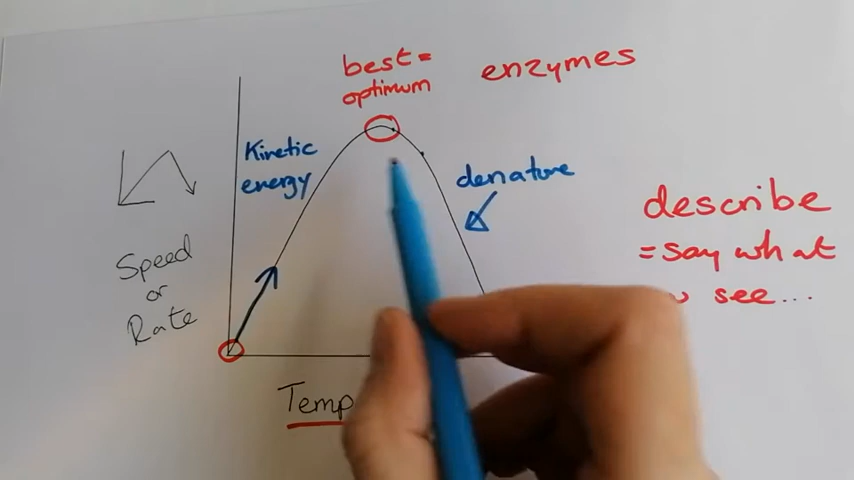 best =
optimum
enzymes
Kinetic
energy
denature
Speed
or
Rate
describe
= say what
see...
Temp